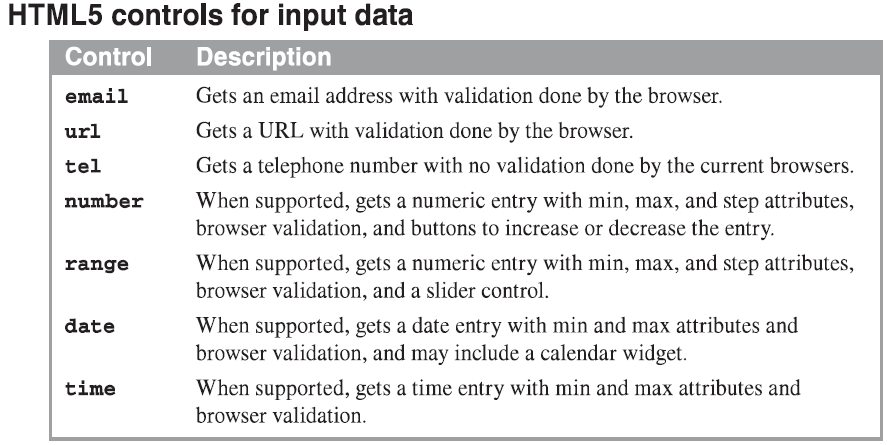 HTML5 controls for input data
Control Description
email Gets an email address with validation done by the browser.
url Gets a URL with validation done by the browser.
tel Gets a telephone number with no validation done by the current browsers.
number When supported, gets a numeric entry with min, max, and step attributes,
browser validation, and buttons to increase or decrease the entry.
range When supported, gets a numeric entry with min, max, and step attributes,
browser validation, and a slider control.
date When supported, gets a date entry with min and max attributes and
browser validation, and may include a calendar widget.
time When supported, gets a time entry with min and max attributes and
browser validation.